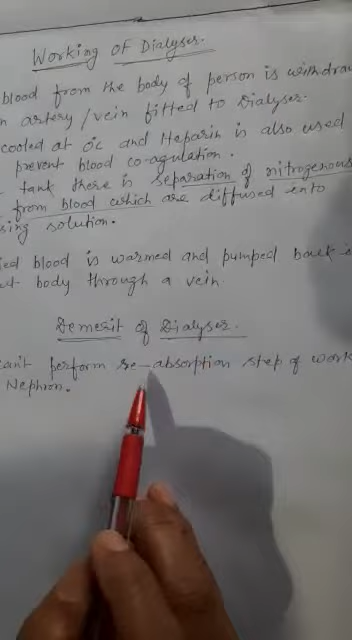 Working of Dialyser.
blood from the body of person is withdra
n artery/vein fitted to Dialyser.
cooled at 0°c and Heparin is also used
prevent blood co-agulation.
tank there is separation of nitrogenous
from blood which are diffused into
sing solution.
ied blood is warmed and pumped back i
body through a vein.
Demerit of Dialyser.
can't perform re-absorption step of work
Nephron.